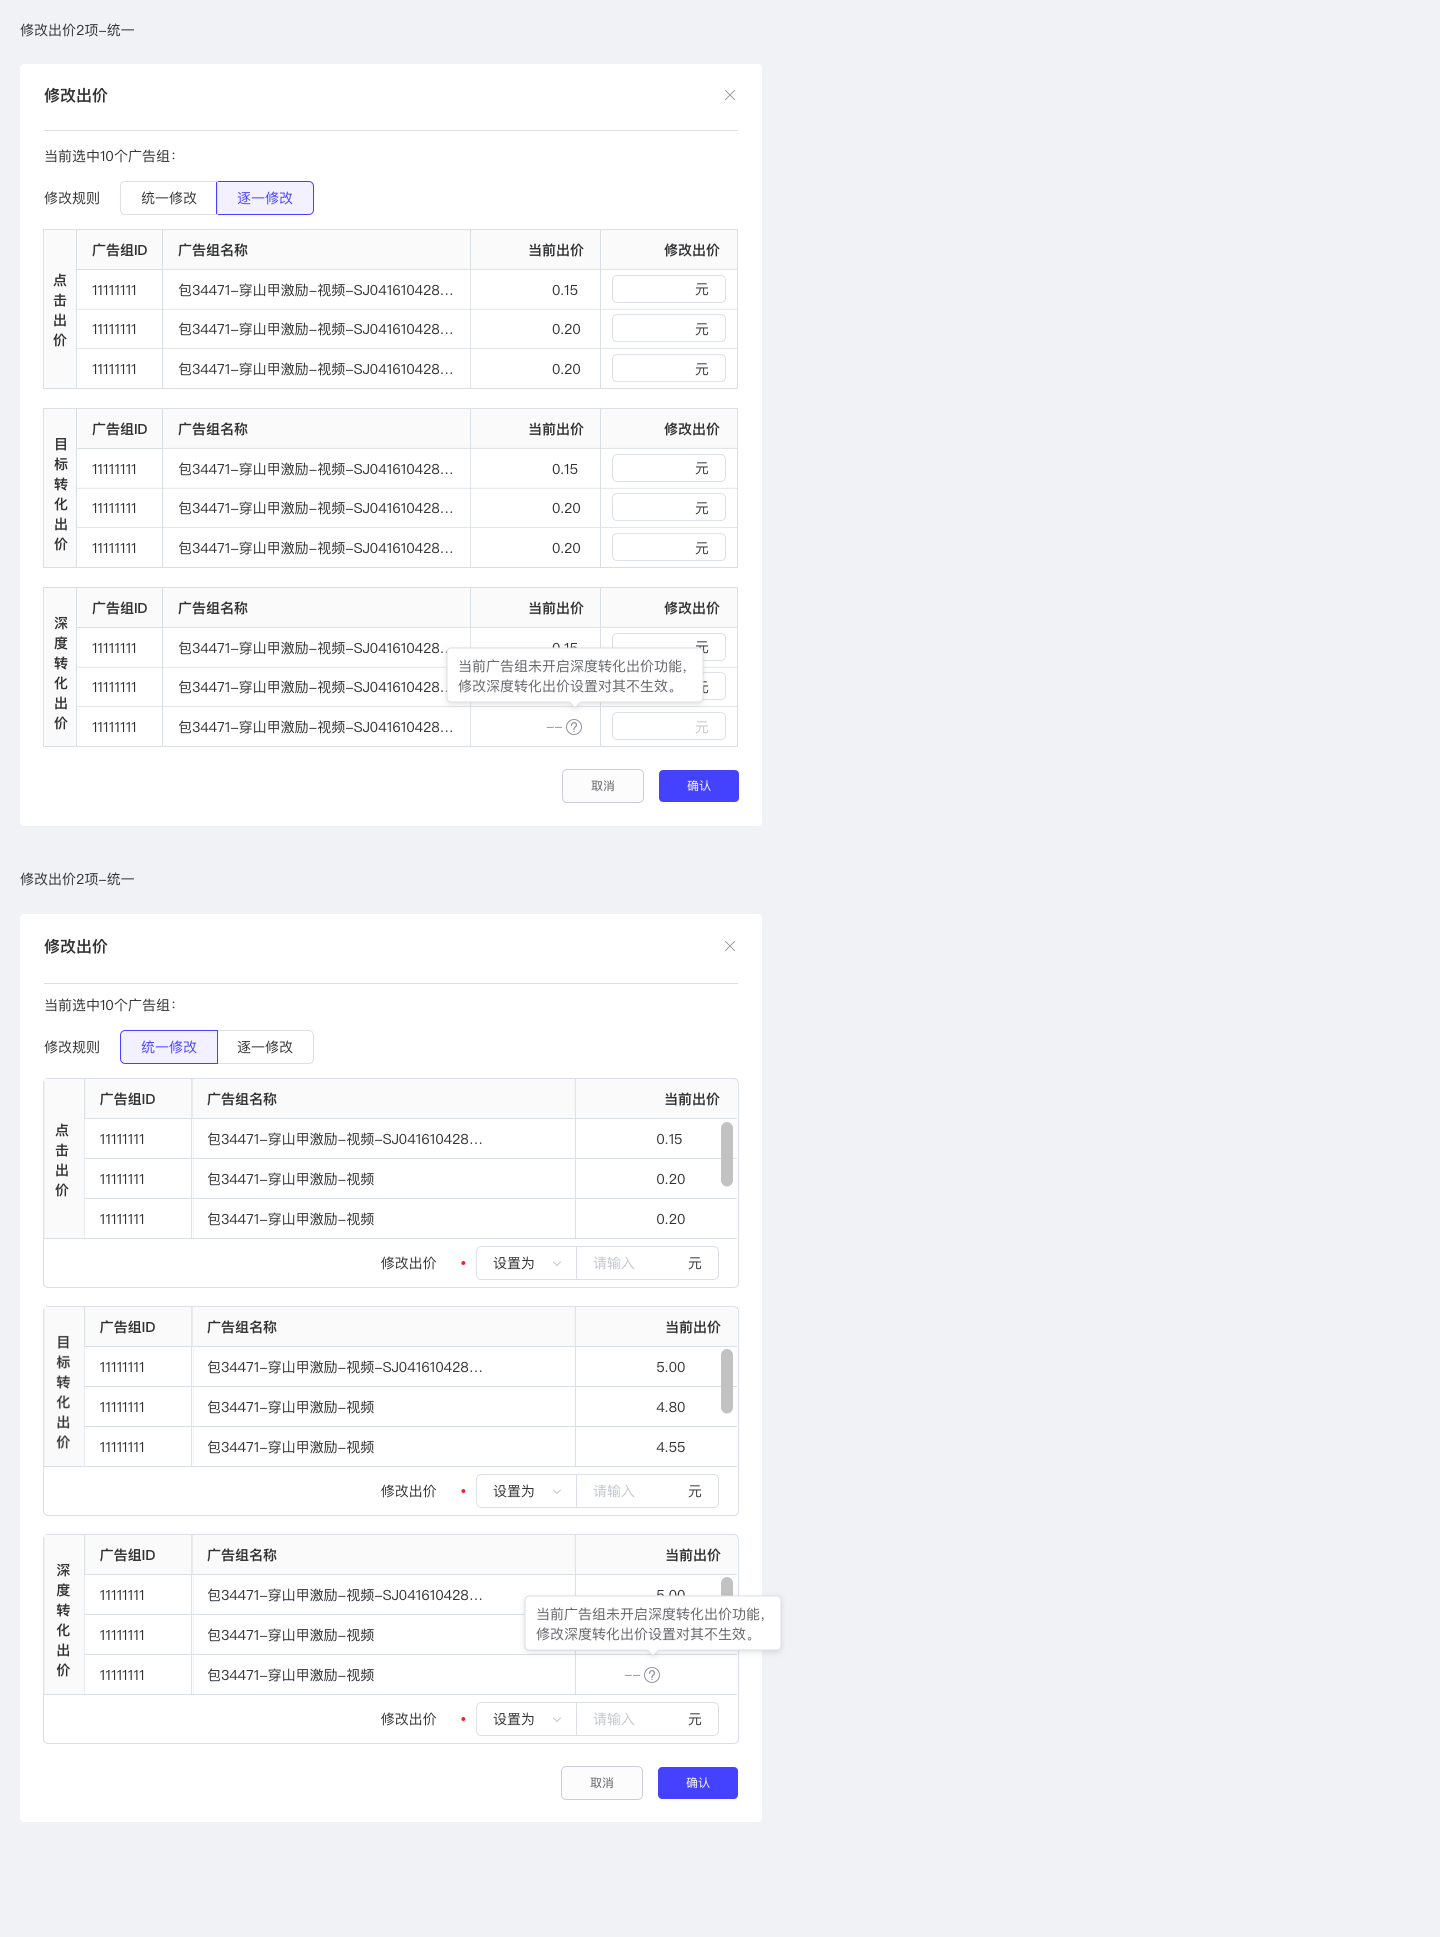 修改出价2项-统一
修改出价
当前选中10个广告组：
修改规则 统一修改 逐一修改
点击出价
广告组ID 广告组名称 当前出价 修改出价
11111111 包34471-穿山甲激励-视频-SJ041610428... 0.15 元
11111111 包34471-穿山甲激励-视频-SJ041610428... 0.20 元
11111111 包34471-穿山甲激励-视频-SJ041610428... 0.20 元
目标转化出价
广告组ID 广告组名称 当前出价 修改出价
11111111 包34471-穿山甲激励-视频-SJ041610428... 0.15 元
11111111 包34471-穿山甲激励-视频-SJ041610428... 0.20 元
11111111 包34471-穿山甲激励-视频-SJ041610428... 0.20 元
深度转化出价
广告组ID 广告组名称 当前出价 修改出价
11111111 包34471-穿山甲激励-视频-SJ041610428... 0.15 元
当前广告组未开启深度转化出价功能，
修改深度转化出价设置对其不生效。
11111111 包34471-穿山甲激励-视频-SJ041610428... 元
11111111 包34471-穿山甲激励-视频-SJ041610428... -- ? 元
取消 确认
修改出价2项-统一
修改出价
当前选中10个广告组：
修改规则 统一修改 逐一修改
点击出价
广告组ID 广告组名称 当前出价
11111111 包34471-穿山甲激励-视频-SJ041610428... 0.15
11111111 包34471-穿山甲激励-视频 0.20
11111111 包34471-穿山甲激励-视频 0.20
修改出价 • 设置为 请输入 元
目标转化出价
广告组ID 广告组名称 当前出价
11111111 包34471-穿山甲激励-视频-SJ041610428... 5.00
11111111 包34471-穿山甲激励-视频 4.80
11111111 包34471-穿山甲激励-视频 4.55
修改出价 • 设置为 请输入 元
深度转化出价
广告组ID 广告组名称 当前出价
11111111 包34471-穿山甲激励-视频-SJ041610428... 5.00
当前广告组未开启深度转化出价功能，
修改深度转化出价设置对其不生效。
11111111 包34471-穿山甲激励-视频
11111111 包34471-穿山甲激励-视频 -- ?
修改出价 • 设置为 请输入 元
取消 确认